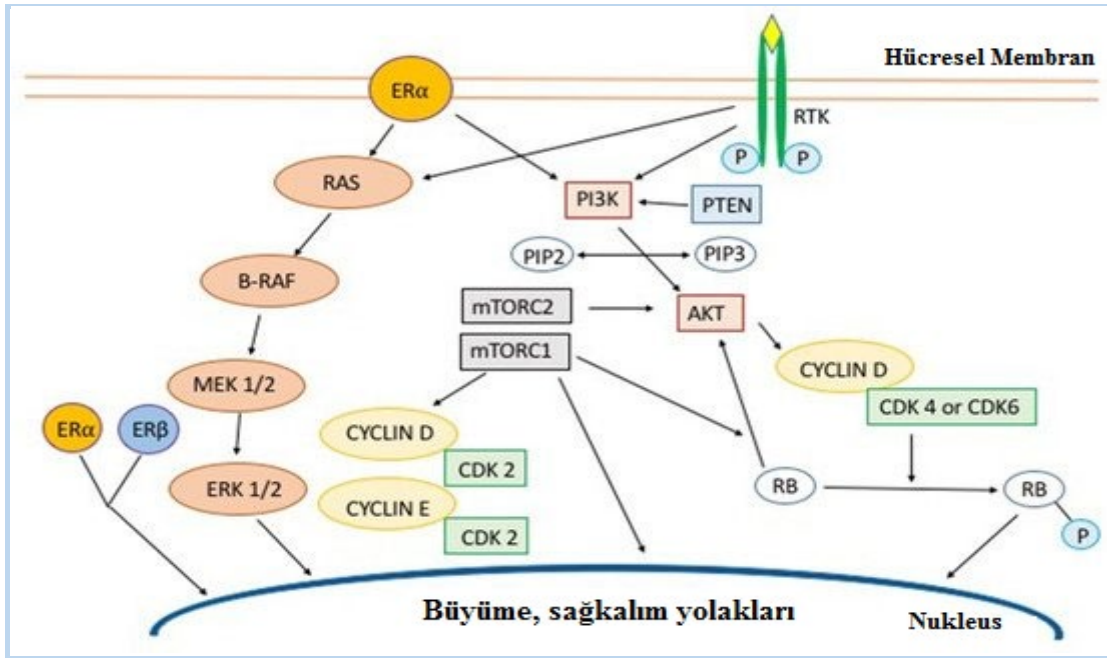 Hücresel Membran
ERα
RTK
P
P
RAS
PI3K
PTEN
PIP2
PIP3
B-RAF
mTORC2
AKT
mTORC1
CYCLIN D
MEK 1/2
CDK 4 or CDK6
ERα
ERβ
CYCLIN D
CDK 2
ERK 1/2
RB
RB
CYCLIN E
P
CDK 2
Büyüme, sağkalım yolakları
Nukleus